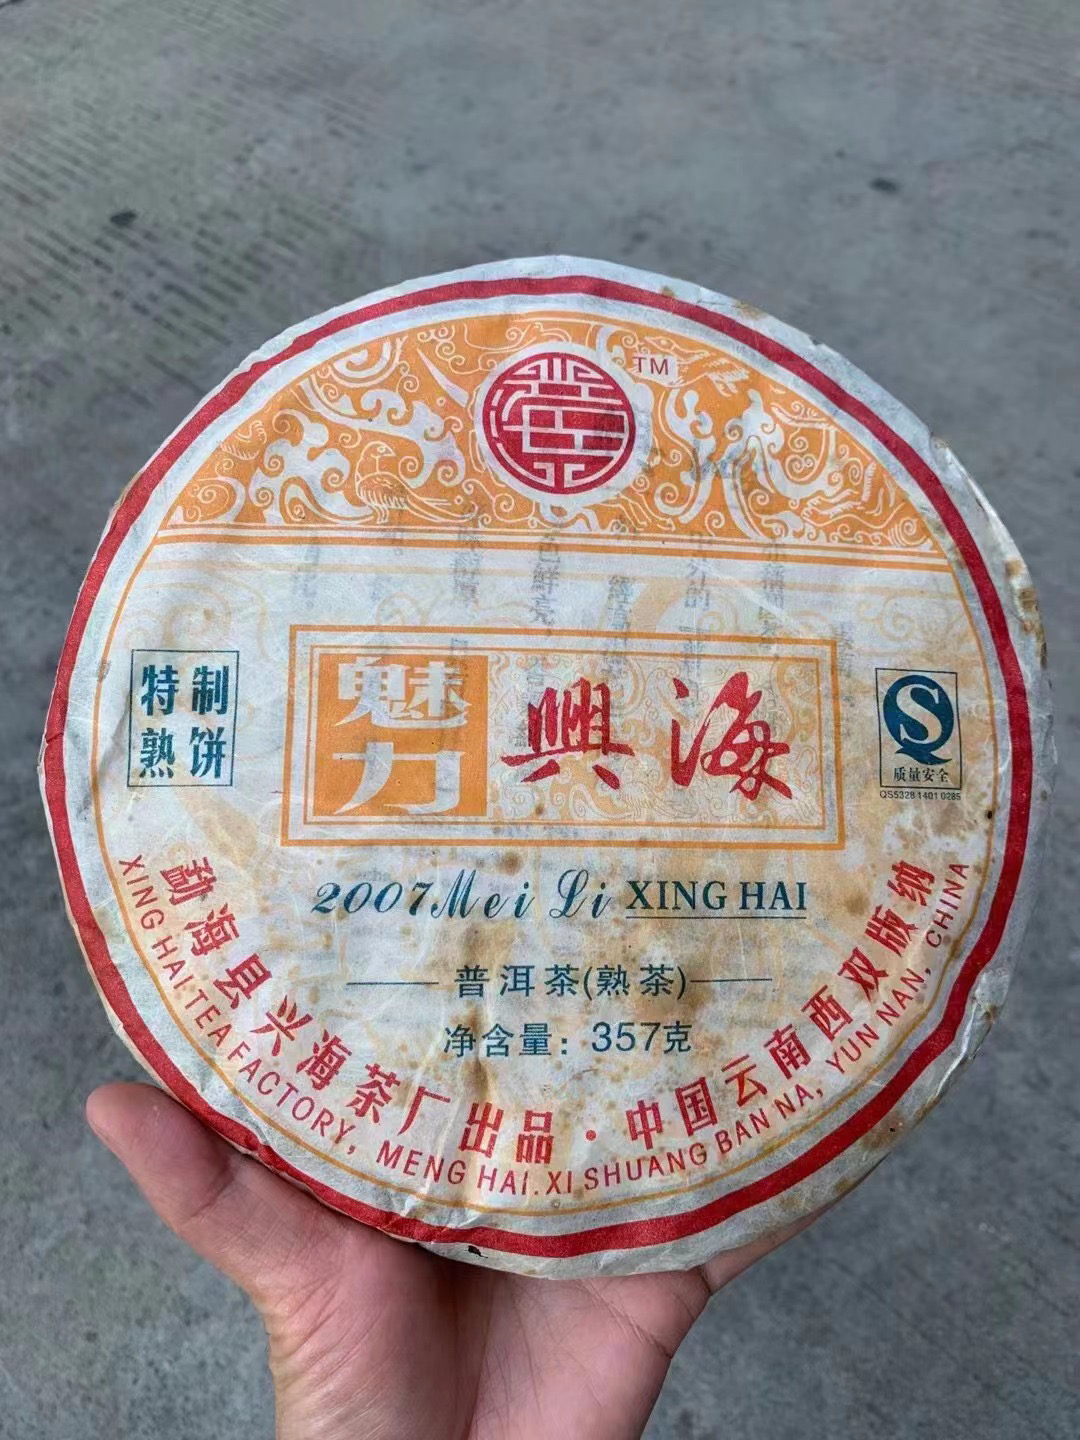 TM
特制
熟饼
魅力
興海
质量安全
QS5328 1401 0285
2007 Mei Li XING HAI
普洱茶(熟茶)
净含量：357克
勐海县兴海茶厂出品·中国云南西双版纳
XING HAI TEA FACTORY, MENG HAI. XI SHUANG BAN NA, YUN NAN, CHINA